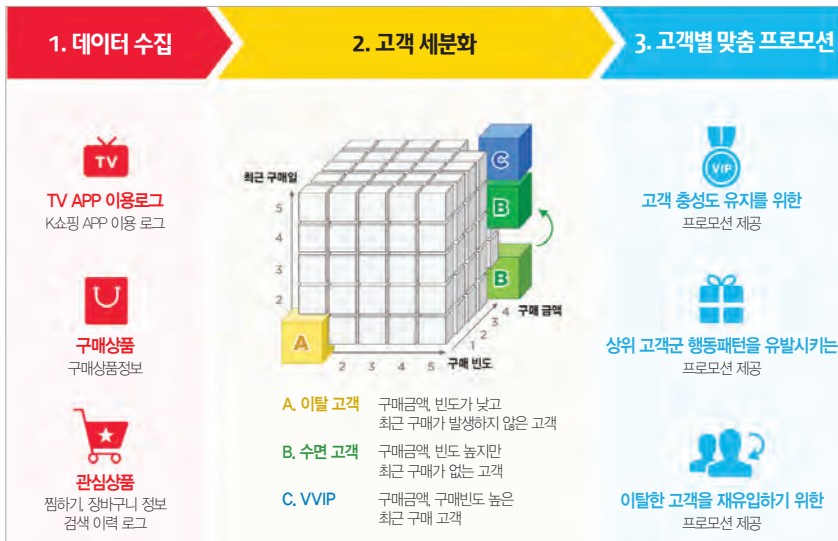 1. 데이터 수집
2. 고객 세분화
3. 고객별 맞춤 프로모션
TV
TV APP 이용로그
K쇼핑 APP 이용 로그
구매상품
구매상품정보
관심상품
찜하기, 장바구니 정보
검색 이력 로그
최근 구매일
5
4
3
2
A
2 3 4 5
구매 빈도
1
2
3
4
구매 금액
C
B
B
A. 이탈 고객 구매금액, 빈도가 낮고
최근 구매가 발생하지 않은 고객
B. 수면 고객 구매금액, 빈도 높지만
최근 구매가 없는 고객
C. VVIP 구매금액, 구매빈도 높은
최근 구매 고객
VIP
고객 충성도 유지를 위한
프로모션 제공
상위 고객군 행동패턴을 유발시키는
프로모션 제공
이탈한 고객을 재유입하기 위한
프로모션 제공